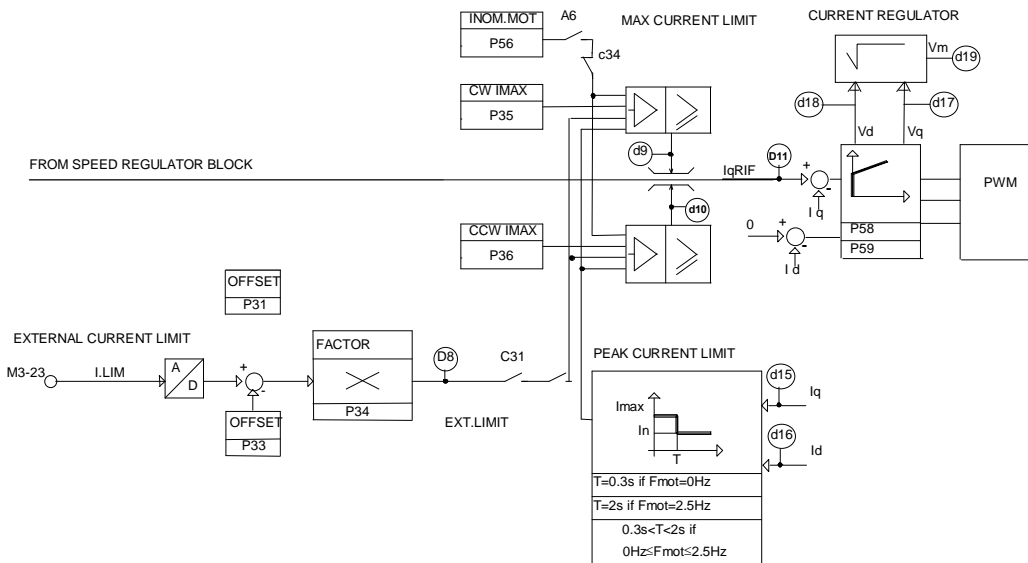 INOM.MOT
P56
A6
c34
MAX CURRENT LIMIT
CURRENT REGULATOR
Vm
d19
CW IMAX
P35
d18
d17
Vd
Vq
d9
FROM SPEED REGULATOR BLOCK
IqRIF
D11
+
-
I q
PWM
d10
CCW IMAX
P36
0
+
-
I d
P58
P59
OFFSET
P31
EXTERNAL CURRENT LIMIT
M3-23
I.LIM
A
D
+
-
OFFSET
P33
FACTOR
P34
D8
C31
EXT.LIMIT
PEAK CURRENT LIMIT
Imax
In
T
d15
Iq
d16
Id
T=0.3s if Fmot=0Hz
T=2s if Fmot=2.5Hz
0.3s<T<2s if
0Hz≤Fmot≤2.5Hz